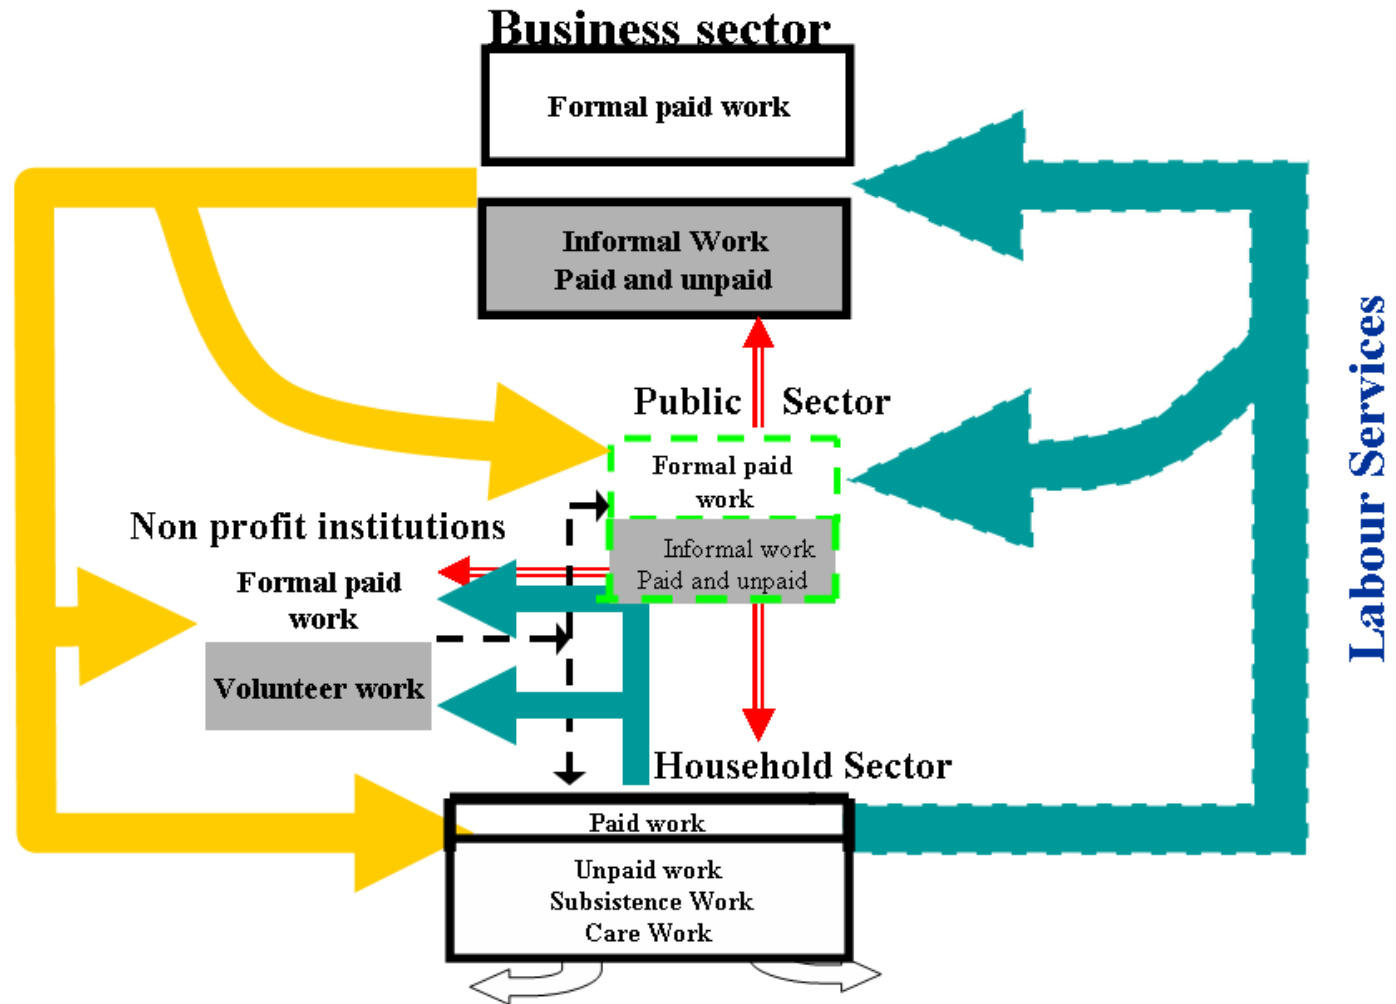 Business sector
Formal paid work
Informal Work
Paid and unpaid
Public Sector
Formal paid
work
Informal work
Paid and unpaid
Non profit institutions
Formal paid
work
Volunteer work
Household Sector
Paid work
Unpaid work
Subsistence Work
Care Work
Labour Services